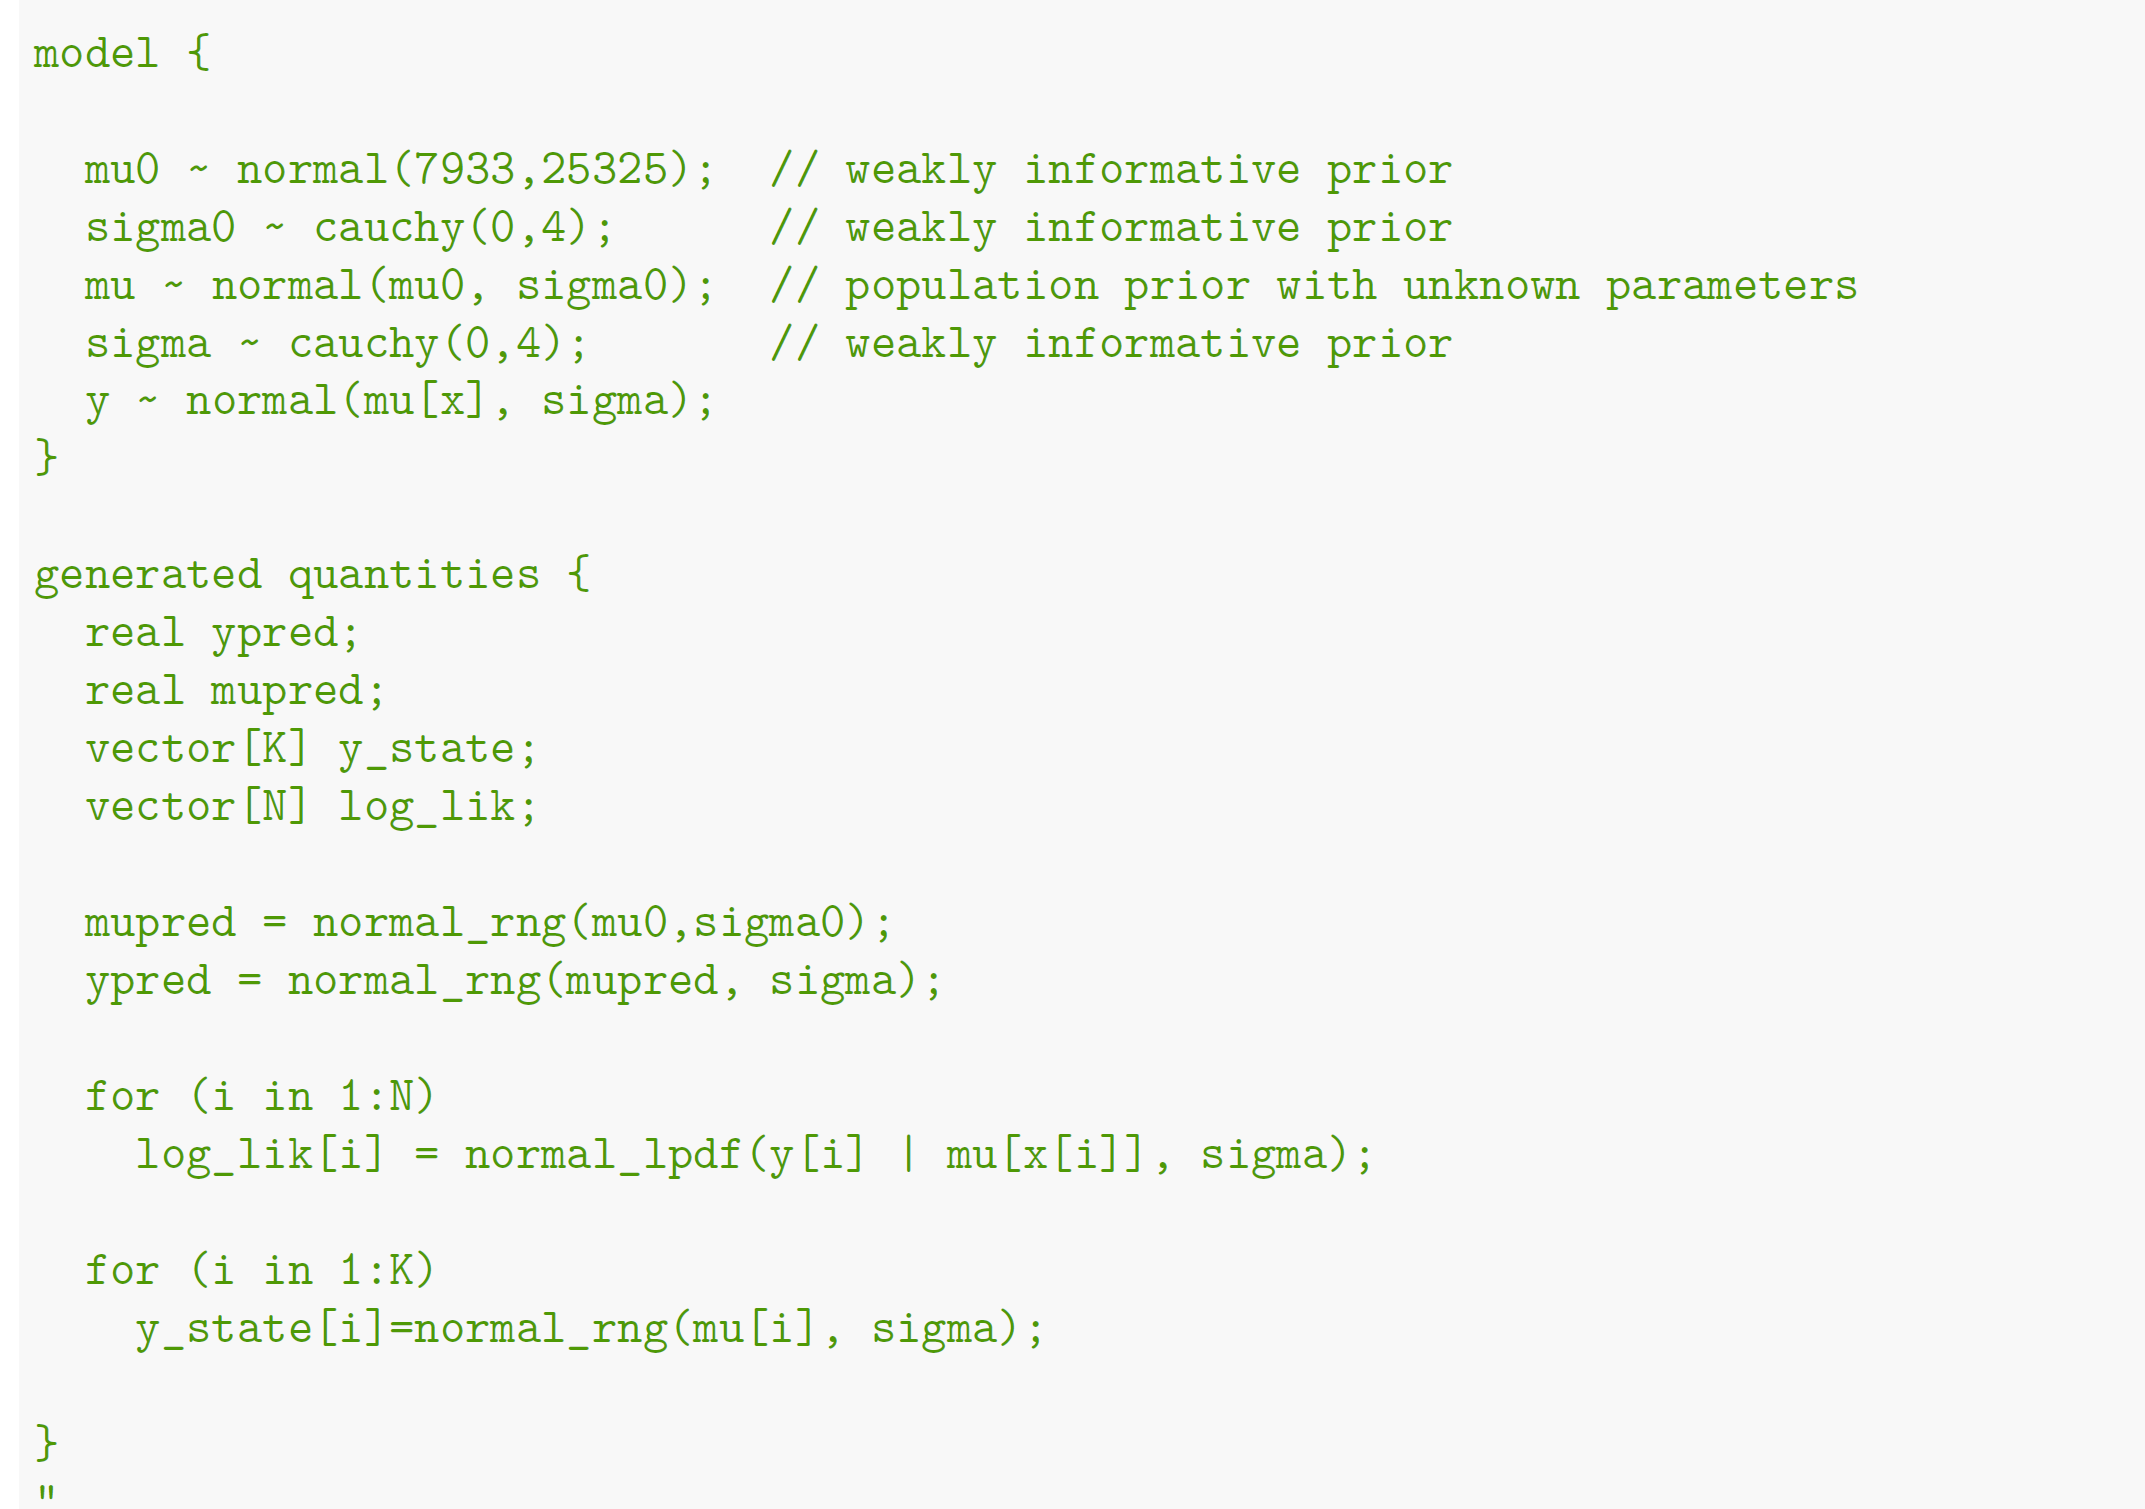 model {
  mu0 ~ normal(7933,25325);  // weakly informative prior
  sigma0 ~ cauchy(0,4);      // weakly informative prior
  mu ~ normal(mu0, sigma0);  // population prior with unknown parameters
  sigma ~ cauchy(0,4);       // weakly informative prior
  y ~ normal(mu[x], sigma);
}
generated quantities {
  real ypred;
  real mupred;
  vector[K] y_state;
  vector[N] log_lik;
  mupred = normal_rng(mu0,sigma0);
  ypred = normal_rng(mupred, sigma);
  for (i in 1:N)
    log_lik[i] = normal_lpdf(y[i] | mu[x[i]], sigma);
  for (i in 1:K)
    y_state[i]=normal_rng(mu[i], sigma);
}
"